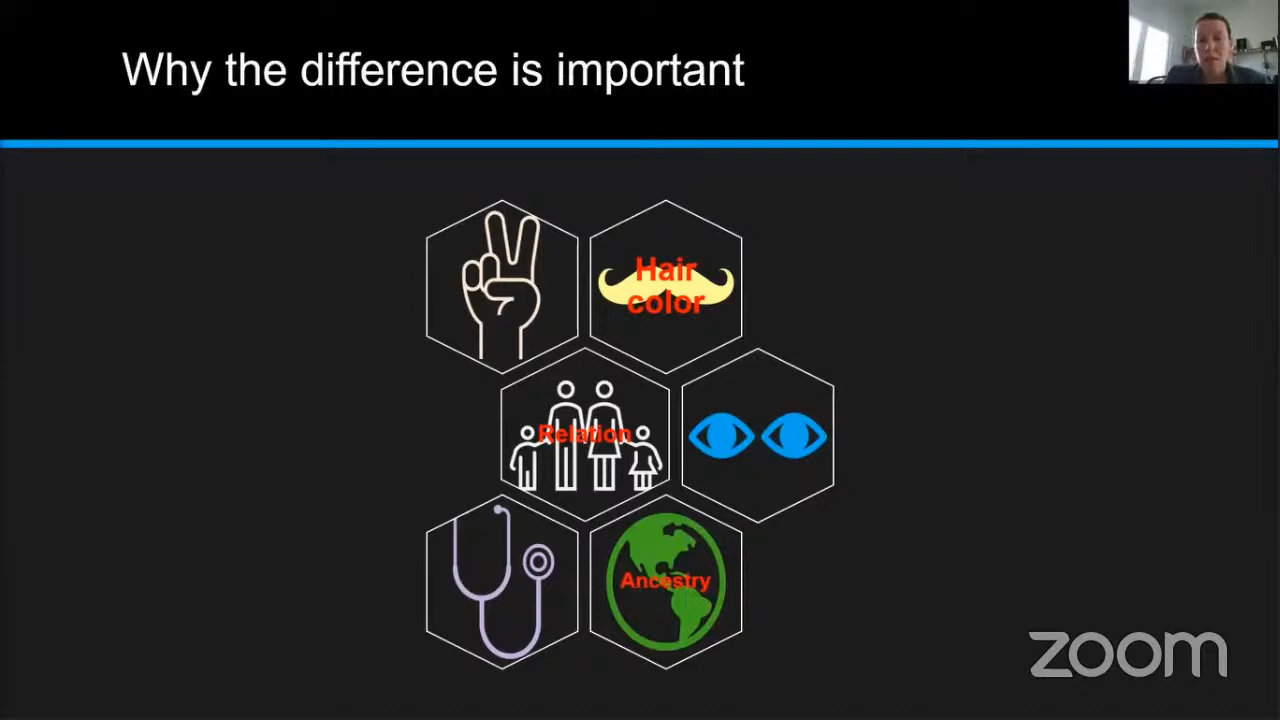 Why the difference is important
Hair
color
Relation
Ancestry
zoom